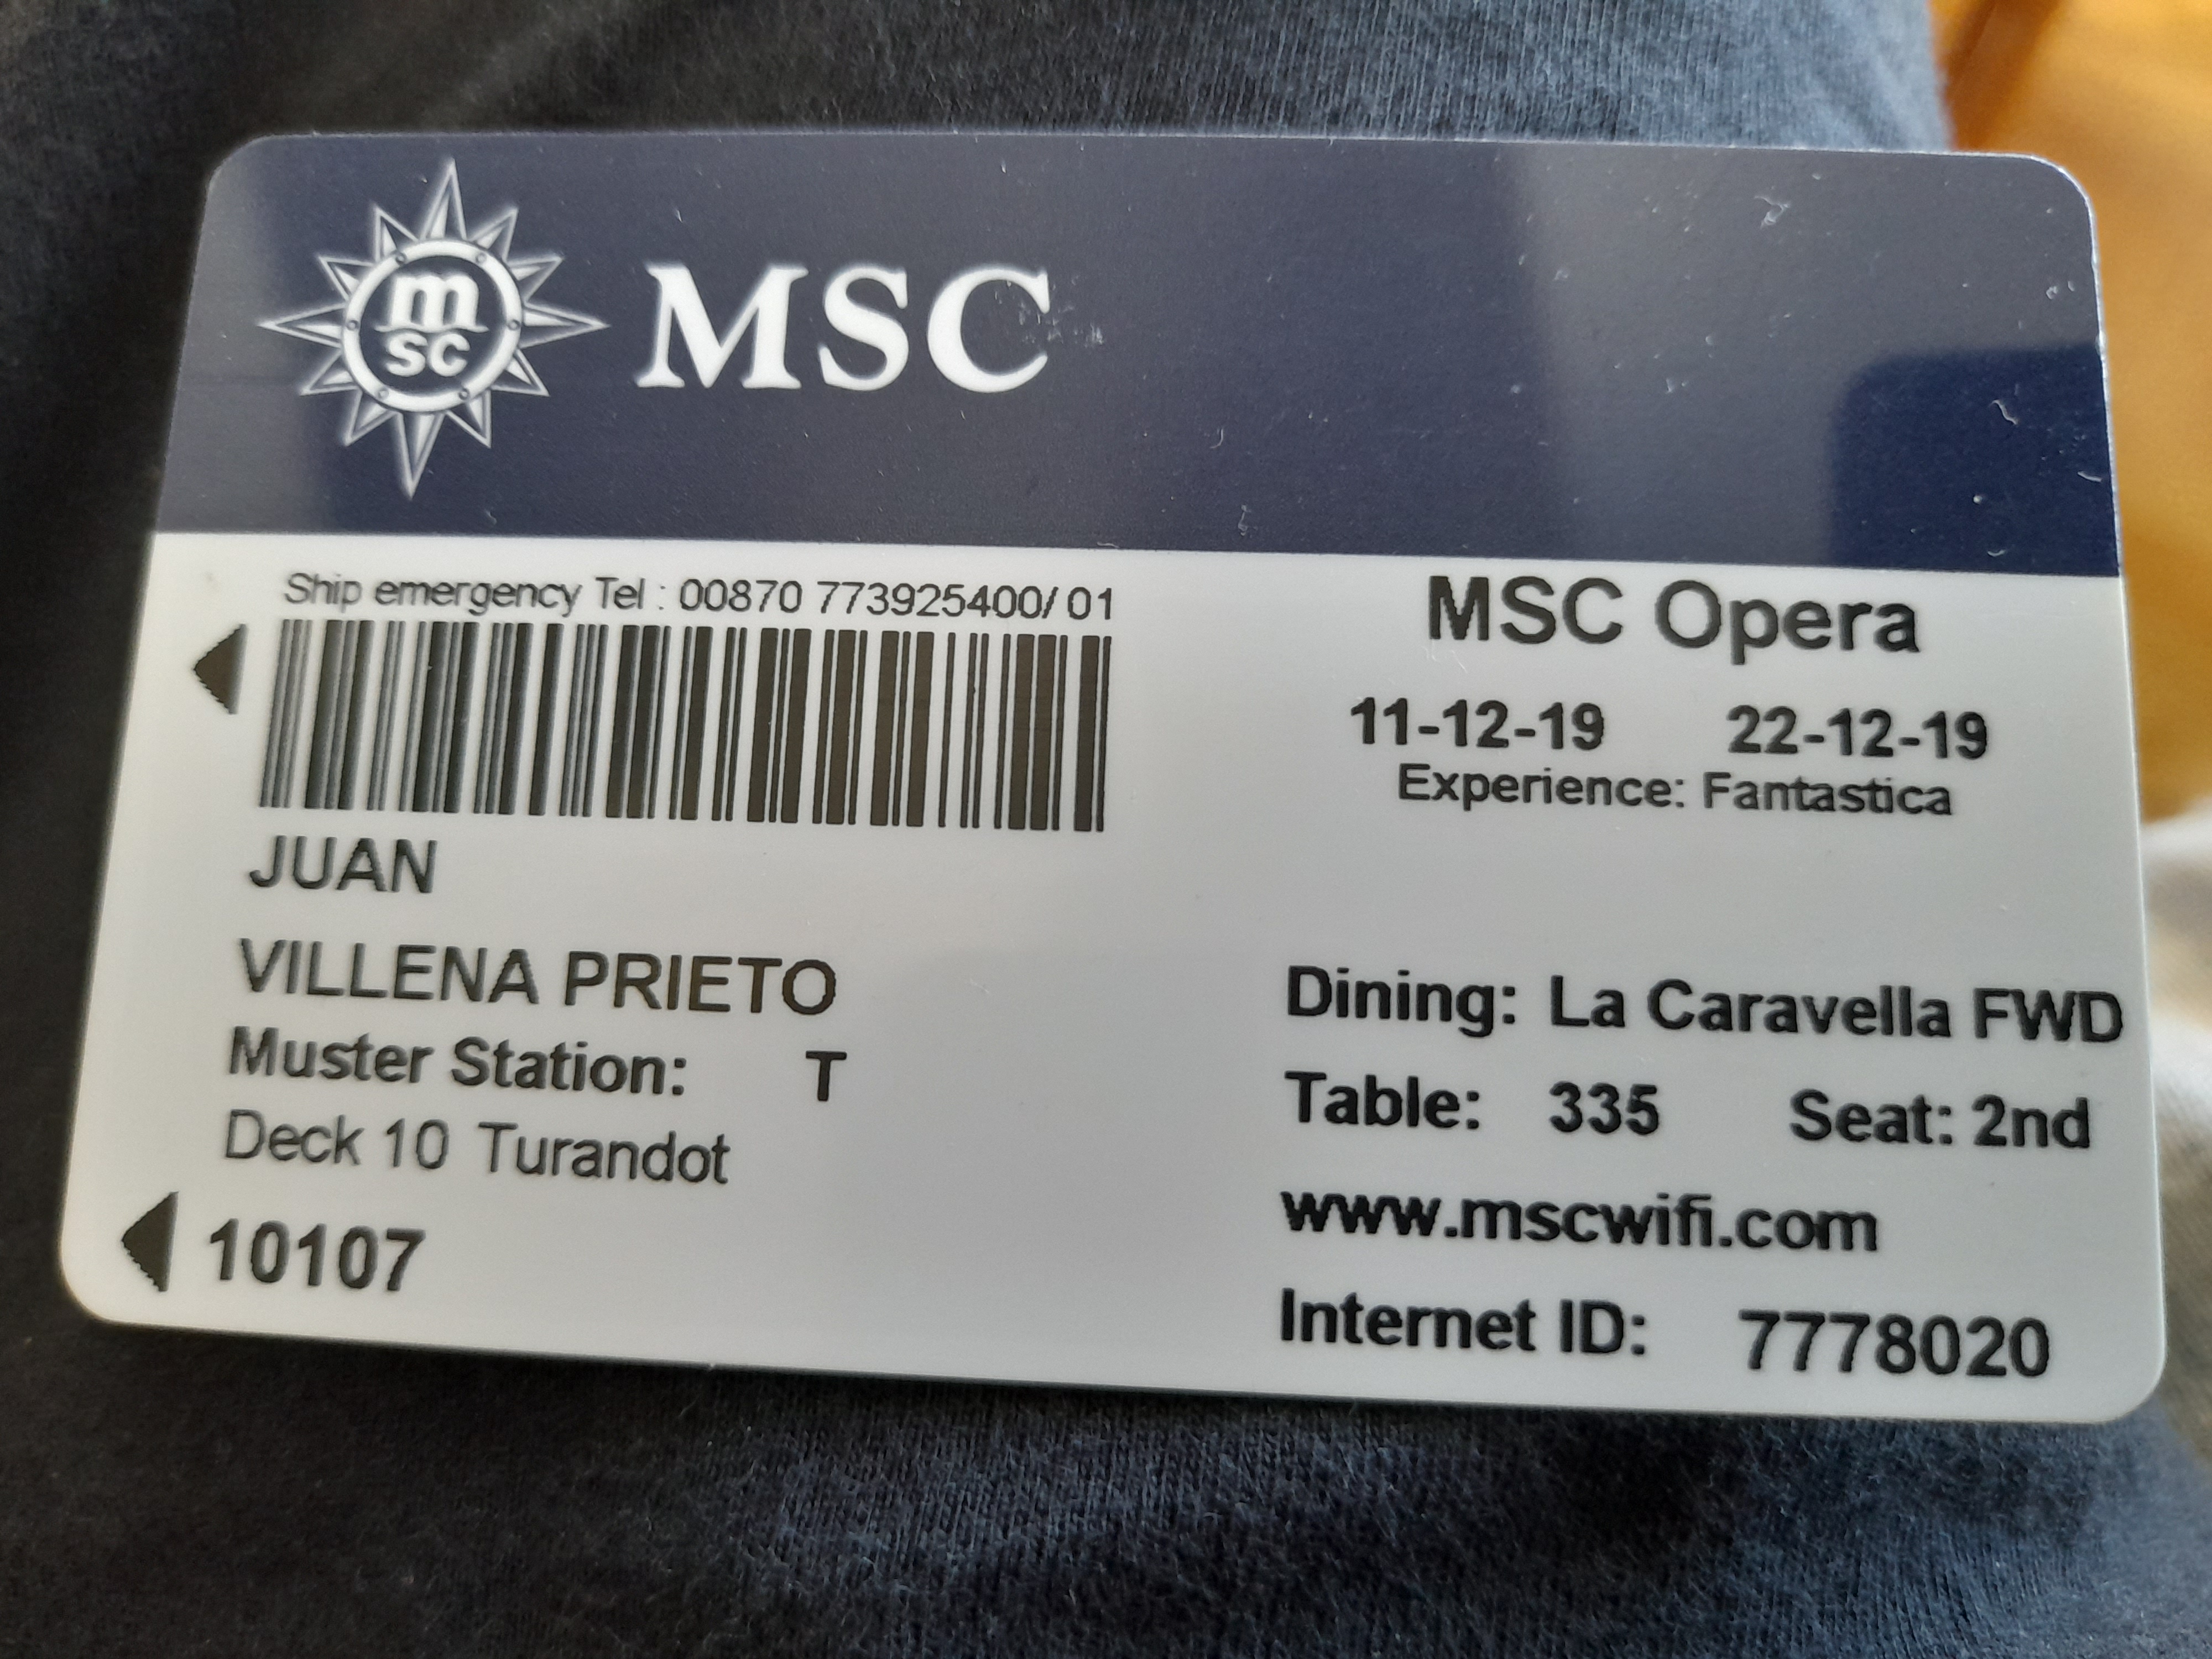 m
sc
MSC
Ship emergency Tel : 00870 773925400/ 01
JUAN
VILLENA PRIETO
Muster Station: T
Deck 10 Turandot
10107
MSC Opera
11-12-19 22-12-19
Experience: Fantastica
Dining: La Caravella FWD
Table: 335 Seat: 2nd
www.mscwifi.com
Internet ID: 7778020